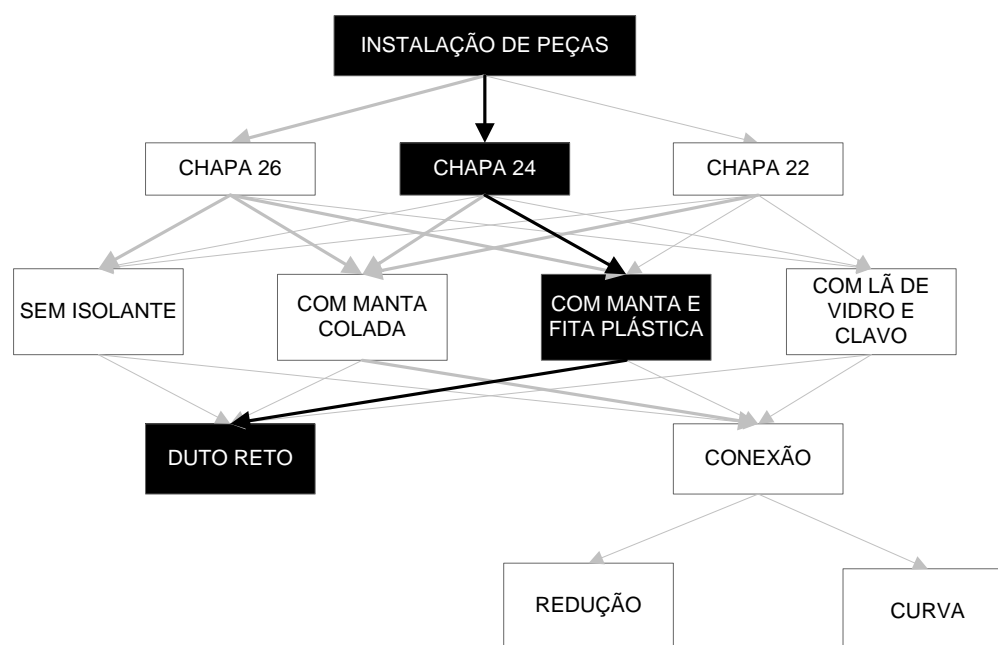 INSTALAÇÃO DE PEÇAS
CHAPA 26
CHAPA 24
CHAPA 22
SEM ISOLANTE
COM MANTA
COLADA
COM MANTA E
FITA PLÁSTICA
COM LÃ DE
VIDRO E
CLAVO
DUTO RETO
CONEXÃO
REDUÇÃO
CURVA